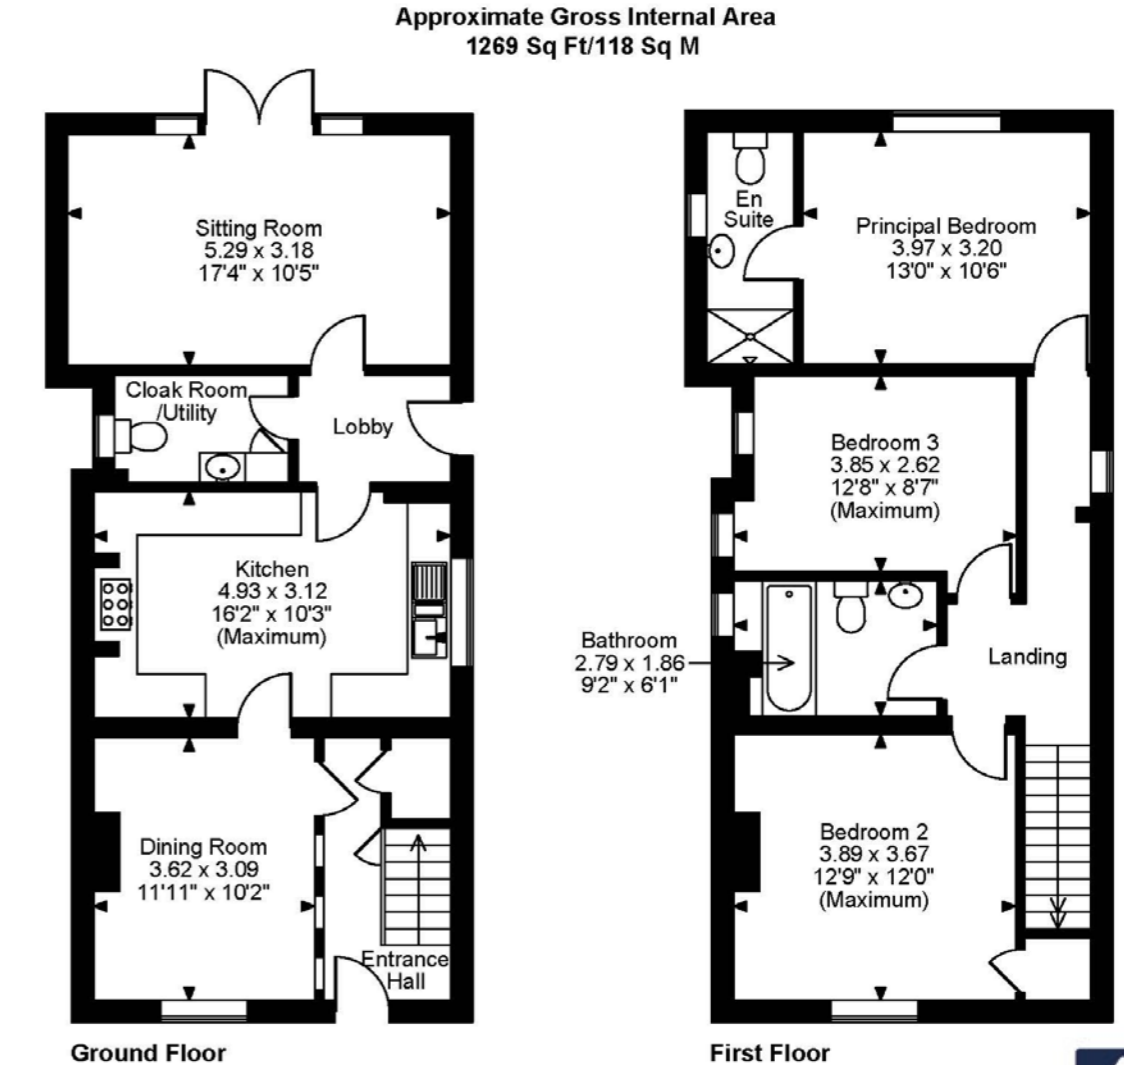 Approximate Gross Internal Area
1269 Sq Ft/118 Sq M
Sitting Room
5.29 x 3.18
17'4" x 10'5"
Cloak Room
/Utility
Lobby
Kitchen
4.93 x 3.12
16'2" x 10'3"
(Maximum)
Dining Room
3.62 x 3.09
11'11" x 10'2"
Entrance
Hall
Ground Floor
En
Suite
Principal Bedroom
3.97 x 3.20
13'0" x 10'6"
Bedroom 3
3.85 x 2.62
12'8" x 8'7"
(Maximum)
Bathroom
2.79 x 1.86
9'2" x 6'1"
Landing
Bedroom 2
3.89 x 3.67
12'9" x 12'0"
(Maximum)
First Floor